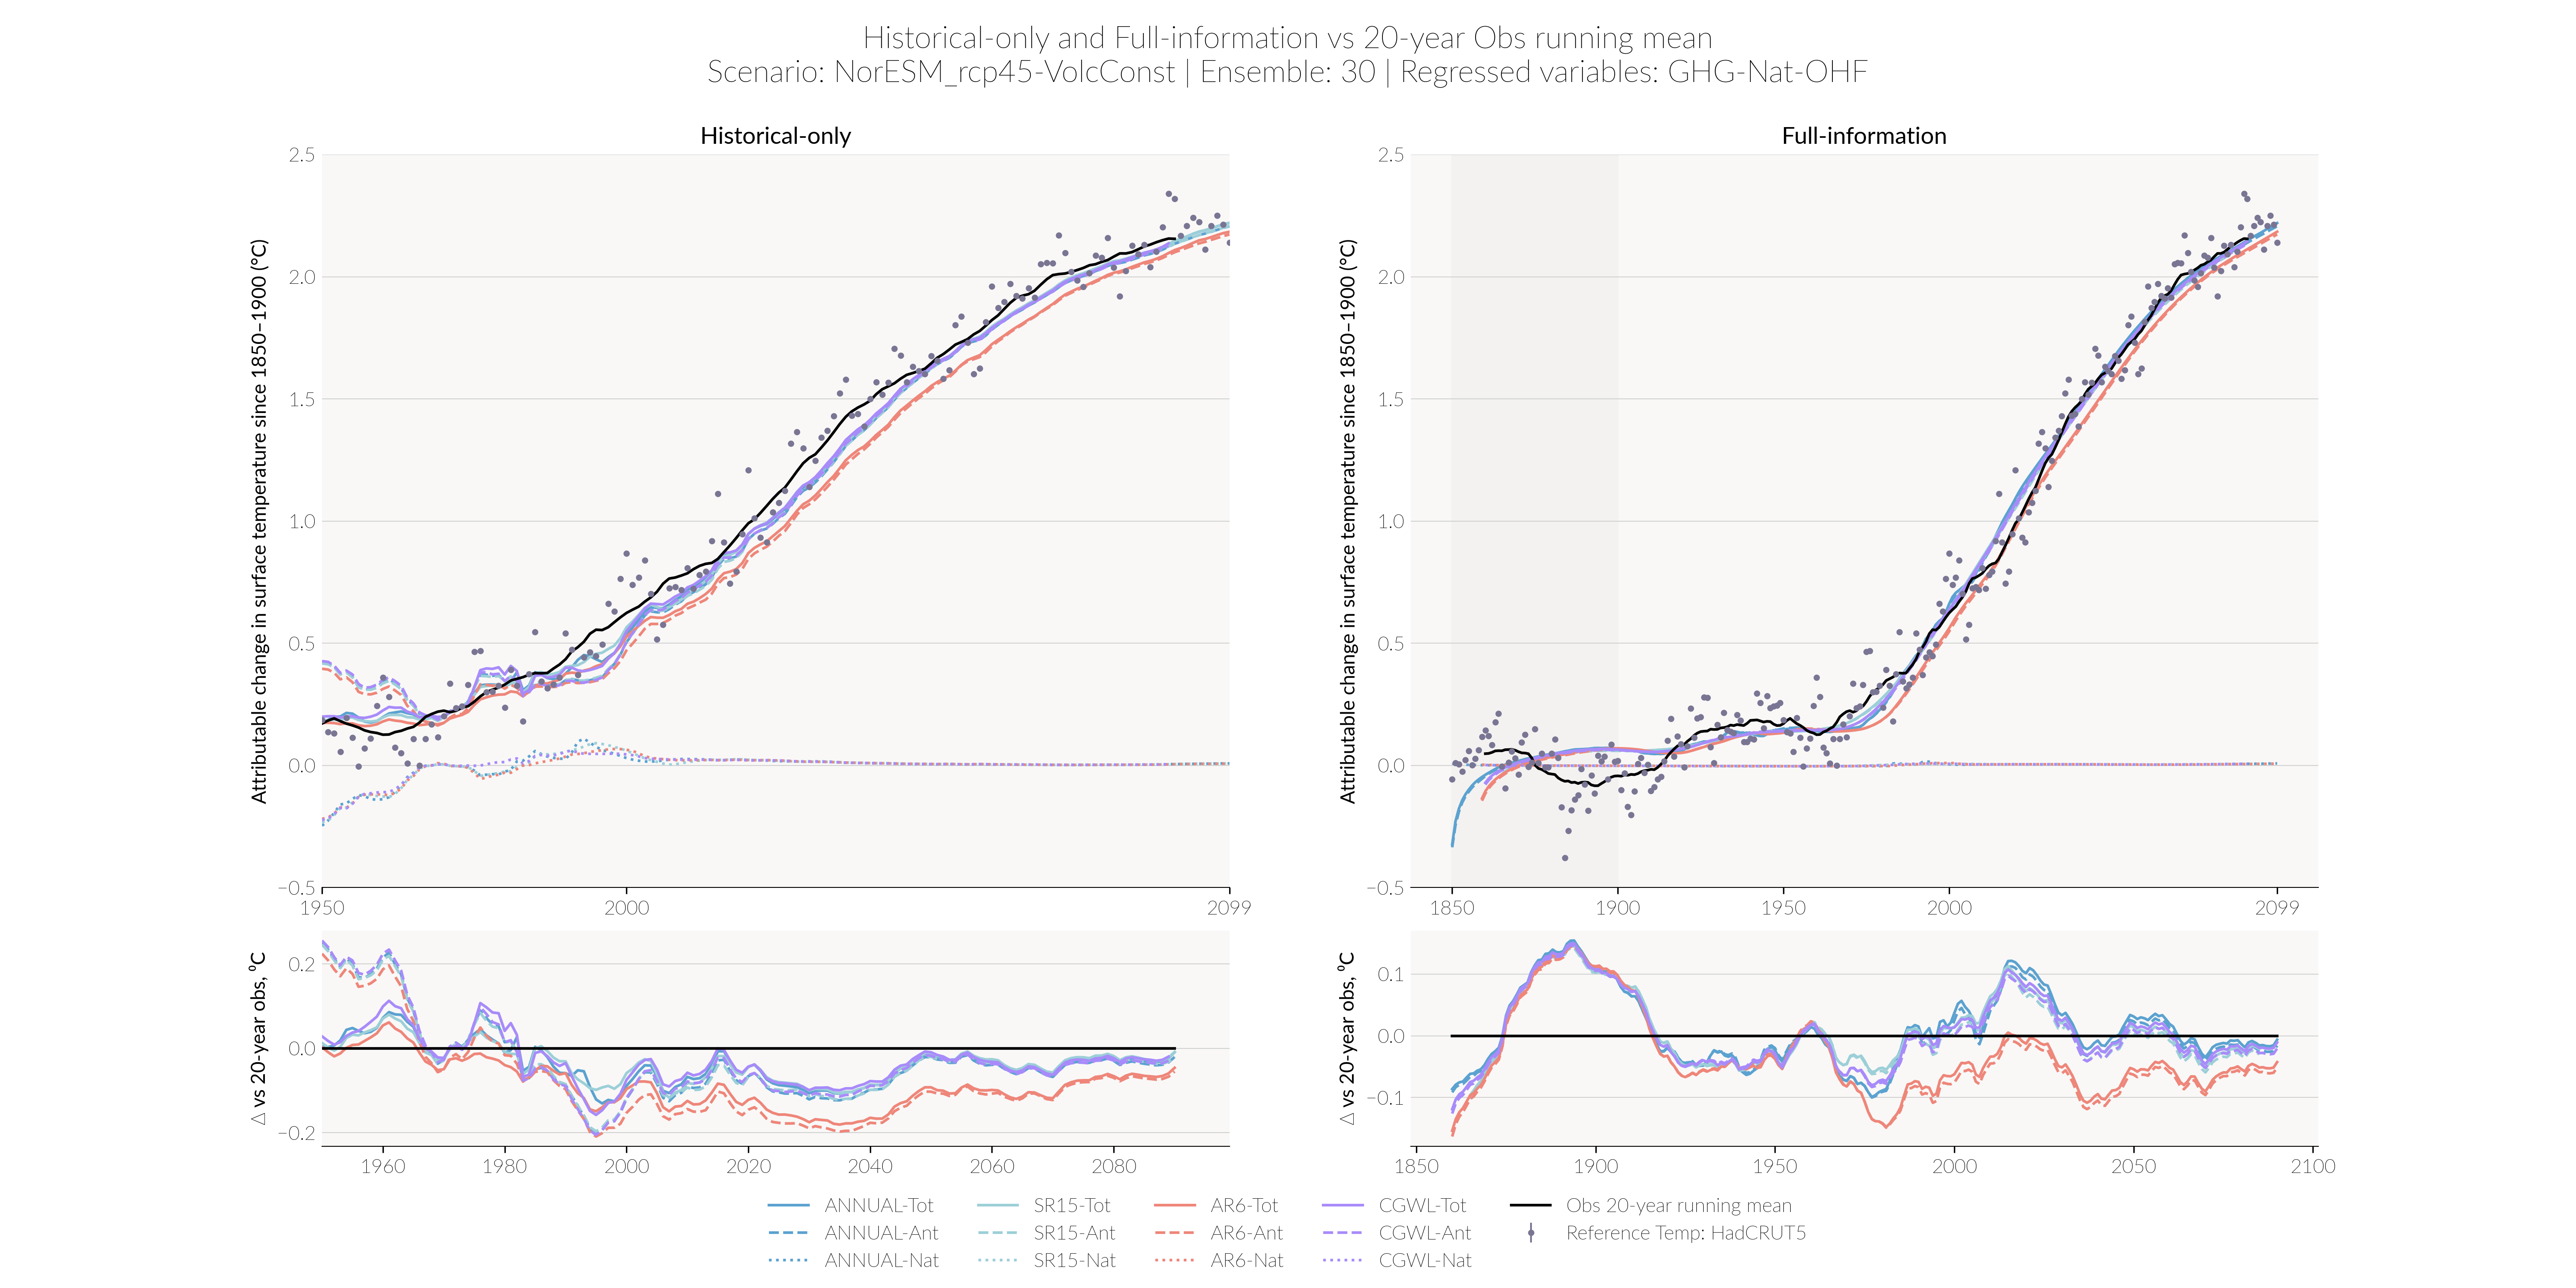 Historical-only and Full-information vs 20-year Obs running mean
Scenario: NorESM_rcp45-VolcConst | Ensemble: 30 | Regressed variables: GHG-Nat-OHF
Historical-only
Attributable change in surface temperature since 1850–1900 (°C)
2.5
2.0
1.5
1.0
0.5
0.0
−0.5
1950
2000
2099
Full-information
Attributable change in surface temperature since 1850–1900 (°C)
2.5
2.0
1.5
1.0
0.5
0.0
−0.5
1850
1900
1950
2000
2099
△ vs 20-year obs, ⁰C
0.2
0.0
−0.2
1960
1980
2000
2020
2040
2060
2080
△ vs 20-year obs, ⁰C
0.1
0.0
−0.1
1850
1900
1950
2000
2050
2100
ANNUAL-Tot
ANNUAL-Ant
ANNUAL-Nat
SR15-Tot
SR15-Ant
SR15-Nat
AR6-Tot
AR6-Ant
AR6-Nat
CGWL-Tot
CGWL-Ant
CGWL-Nat
Obs 20-year running mean
Reference Temp: HadCRUT5